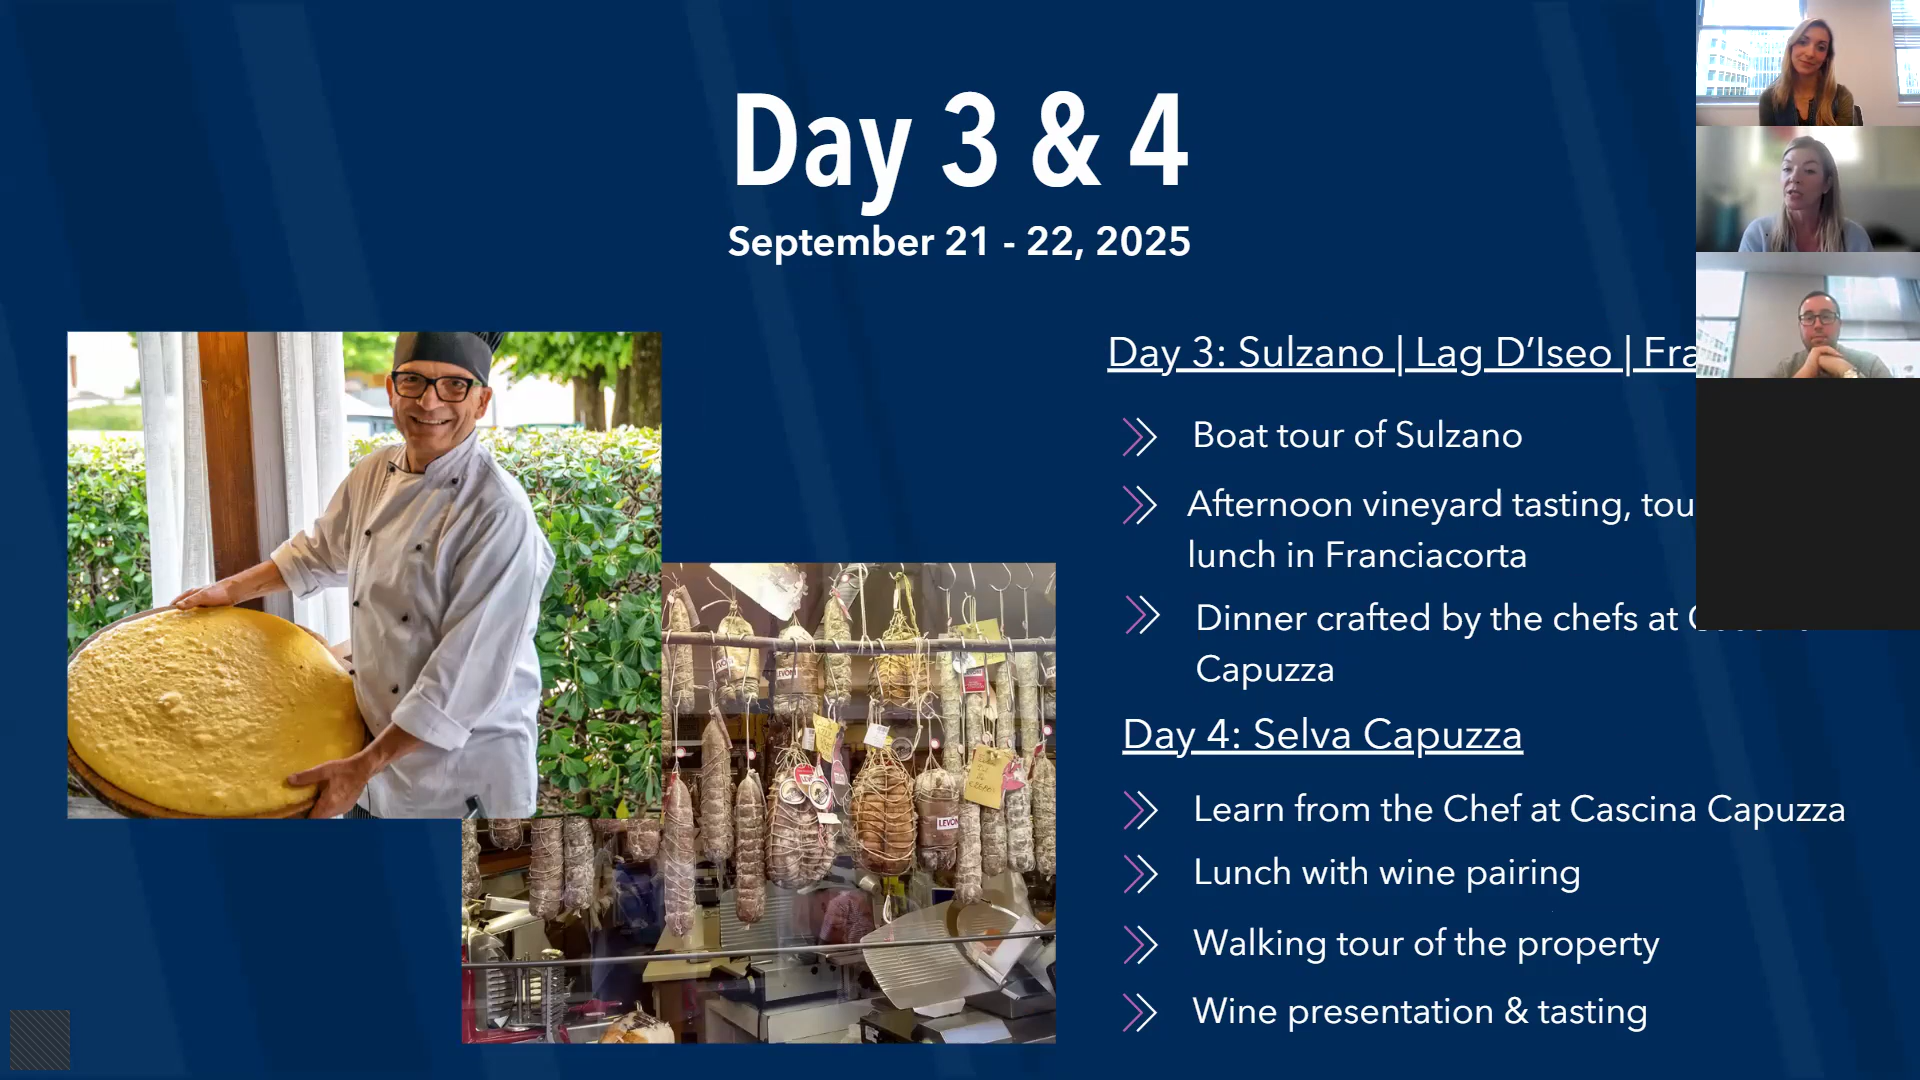 Day 3 & 4
September 21 - 22, 2025
Day 3: Sulzano | Lag D’Iseo | Fra
Boat tour of Sulzano
Afternoon vineyard tasting, tou
lunch in Franciacorta
Dinner crafted by the chefs at
Capuzza
Day 4: Selva Capuzza
Learn from the Chef at Cascina Capuzza
Lunch with wine pairing
Walking tour of the property
Wine presentation & tasting
LEVONI